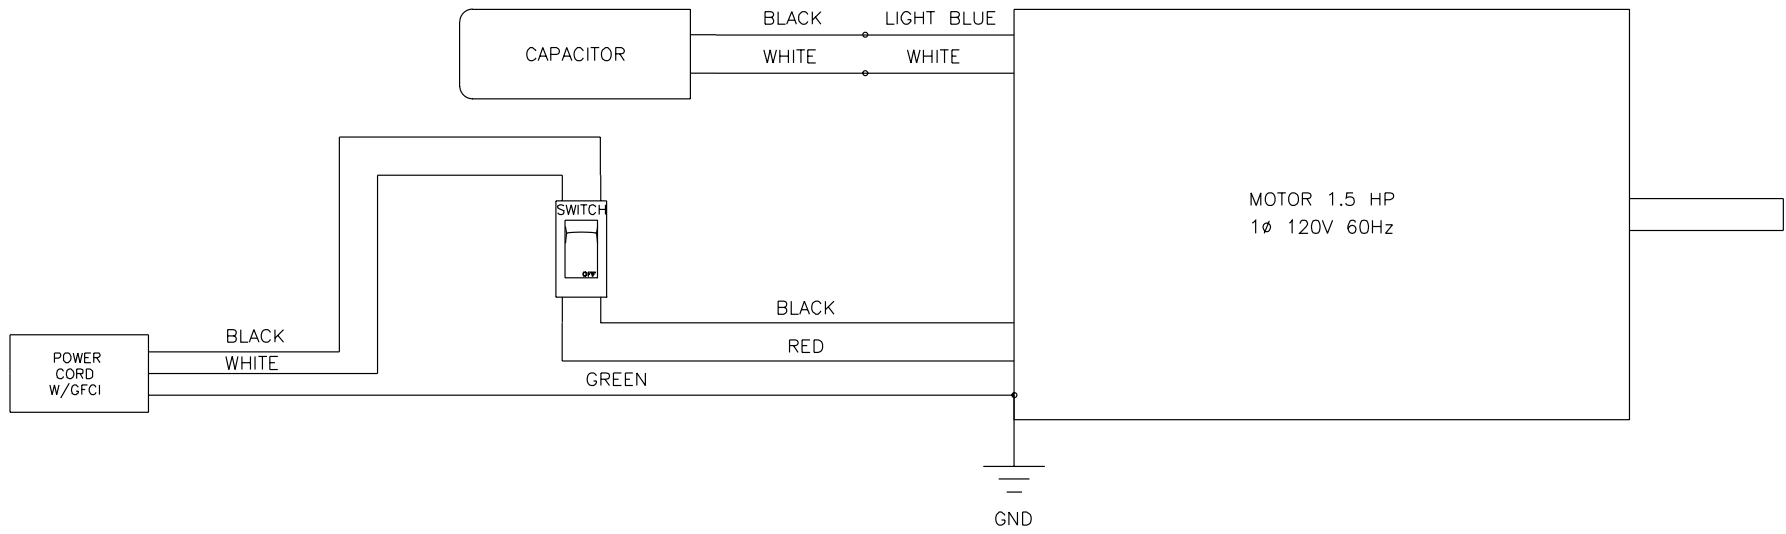 BLACK
LIGHT BLUE
CAPACITOR
WHITE
WHITE
MOTOR 1.5 HP
1ø 120V 60Hz
SWITCH
OFF
BLACK
RED
BLACK
WHITE
POWER
CORD
W/GFCI
GREEN
GND